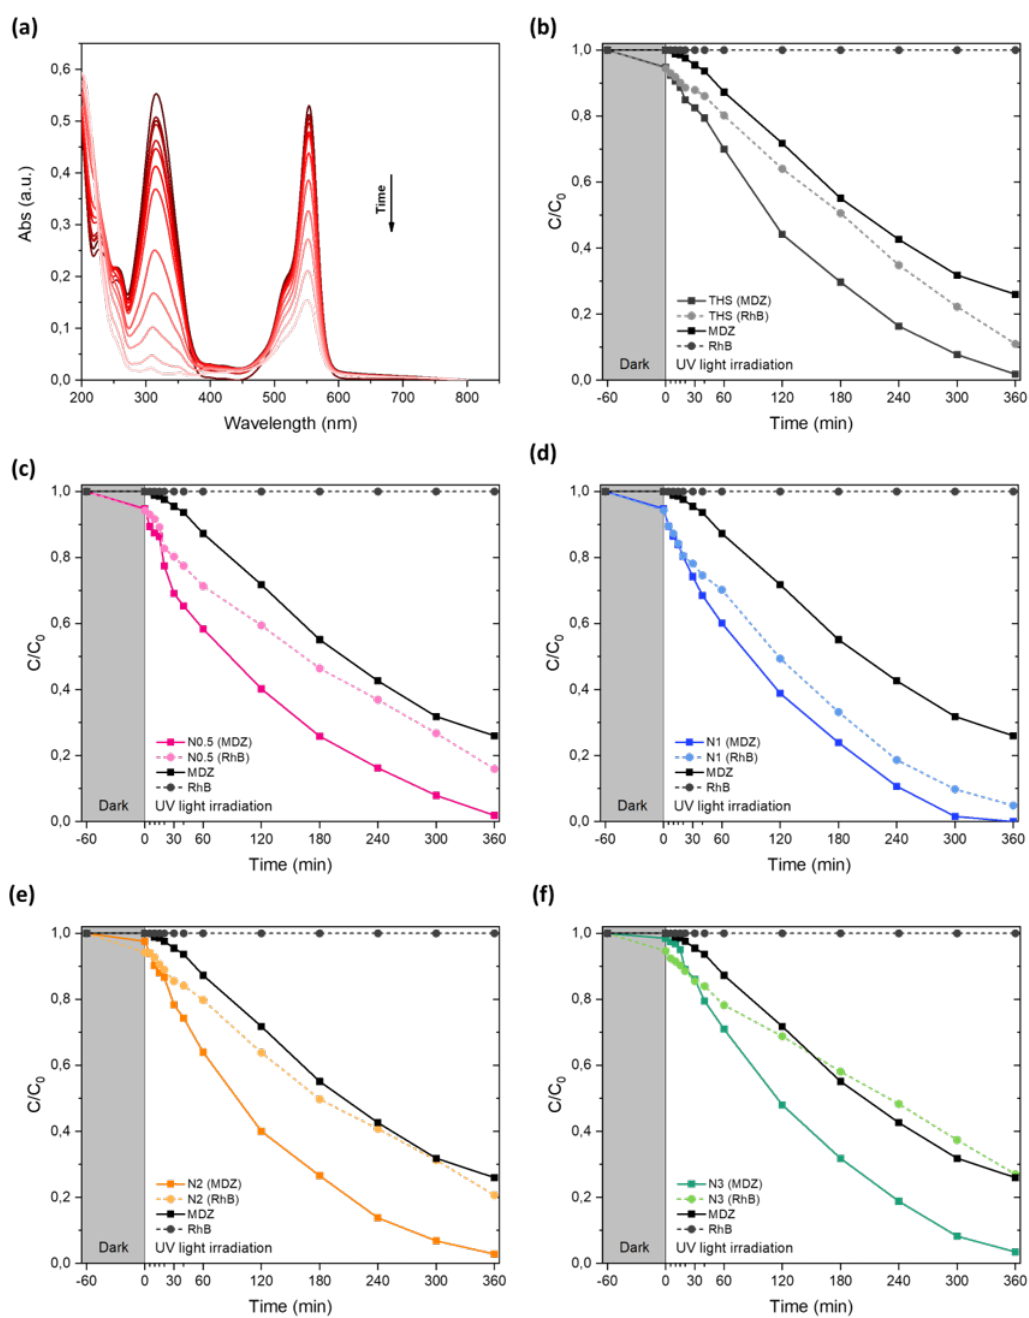 (a)
0,6
0,5
0,4
0,3
0,2
0,1
0,0
Abs (a.u.)
Time
200 300 400 500 600 700 800
Wavelength (nm)
(b)
1,0
0,8
0,6
0,4
0,2
0,0
C/C0
THS (MDZ)
THS (RhB)
MDZ
RhB
Dark UV light irradiation
-60 0 30 60 120 180 240 300 360
Time (min)
(c)
1,0
0,8
0,6
0,4
0,2
0,0
C/C0
N0.5 (MDZ)
N0.5 (RhB)
MDZ
RhB
Dark UV light irradiation
-60 0 30 60 120 180 240 300 360
Time (min)
(d)
1,0
0,8
0,6
0,4
0,2
0,0
C/C0
N1 (MDZ)
N1 (RhB)
MDZ
RhB
Dark UV light irradiation
-60 0 30 60 120 180 240 300 360
Time (min)
(e)
1,0
0,8
0,6
0,4
0,2
0,0
C/C0
N2 (MDZ)
N2 (RhB)
MDZ
RhB
Dark UV light irradiation
-60 0 30 60 120 180 240 300 360
Time (min)
(f)
1,0
0,8
0,6
0,4
0,2
0,0
C/C0
N3 (MDZ)
N3 (RhB)
MDZ
RhB
Dark UV light irradiation
-60 0 30 60 120 180 240 300 360
Time (min)